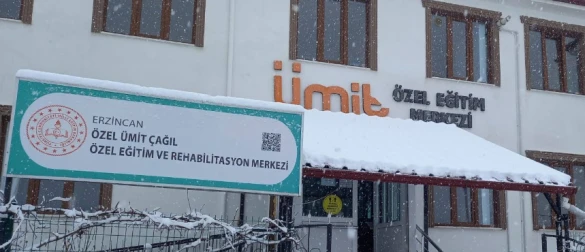 ümit
ÖZEL EĞİTİM
MERKEZİ
ERZİNCAN
ÖZEL ÜMİT ÇAĞIL
ÖZEL EĞİTİM VE REHABİLİTASYON MERKEZİ